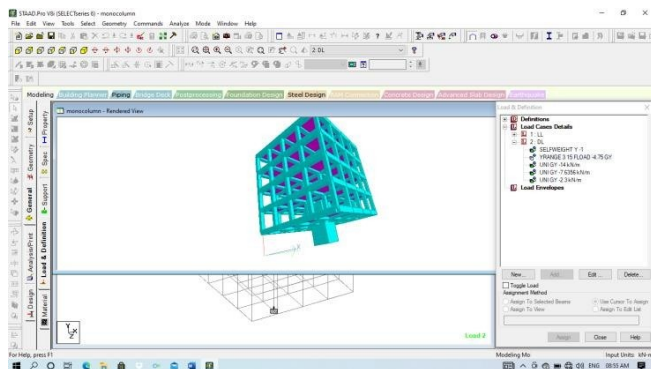 STAAD.Pro V8i (SELECTseries 6) - monocolumn
File Edit View Tools Select Geometry Commands Analyze Mode Window Help
2 DL
Modeling Building Planner Piping Bridge Deck Postprocessing Foundation Design Steel Design Concrete Design Advanced Slab Design
Setup
Geometry
General
Analysis/Print
Design
Property
Spec
Support
Load & Definition
Material
monocolumn - Rendered View
Load 2
Load & Definition
Definitions
Load Cases Details
1 : LL
2 : DL
SELFWEIGHT Y -1
YRANGE 3 15 FLOAD -4.75 GY
UNI GY -14 kN/m
UNI GY -7.6356 kN/m
UNI GY -2.3 kN/m
Load Envelopes
New... Add... Edit... Delete...
Toggle Load
Assignment Method
Assign To Selected Beams Use Cursor To Assign
Assign To View Assign To Edit List
Assign Close Help
For Help, press F1
Modeling Mo
Input Units: kN-m
ENG 08:55 AM